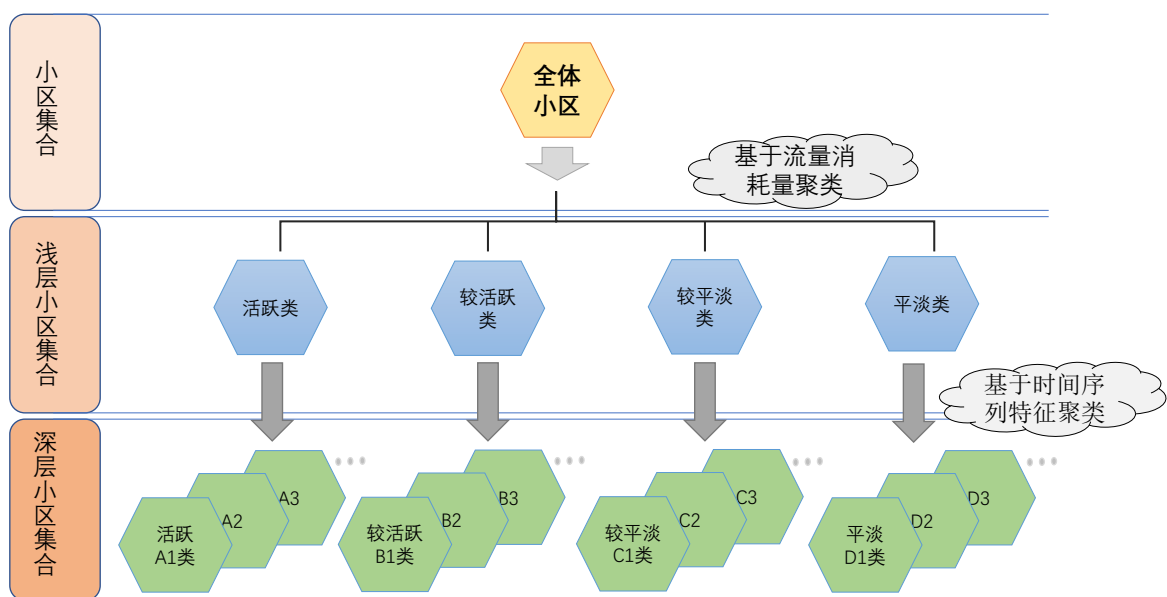 小区集合
全体
小区
基于流量消
耗量聚类
浅层小区集合
活跃类
较活跃
类
较平淡
类
平淡类
基于时间序
列特征聚类
深层小区集合
活跃
A1类
A2
A3
较活跃
B1类
B2
B3
较平淡
C1类
C2
C3
平淡
D1类
D2
D3